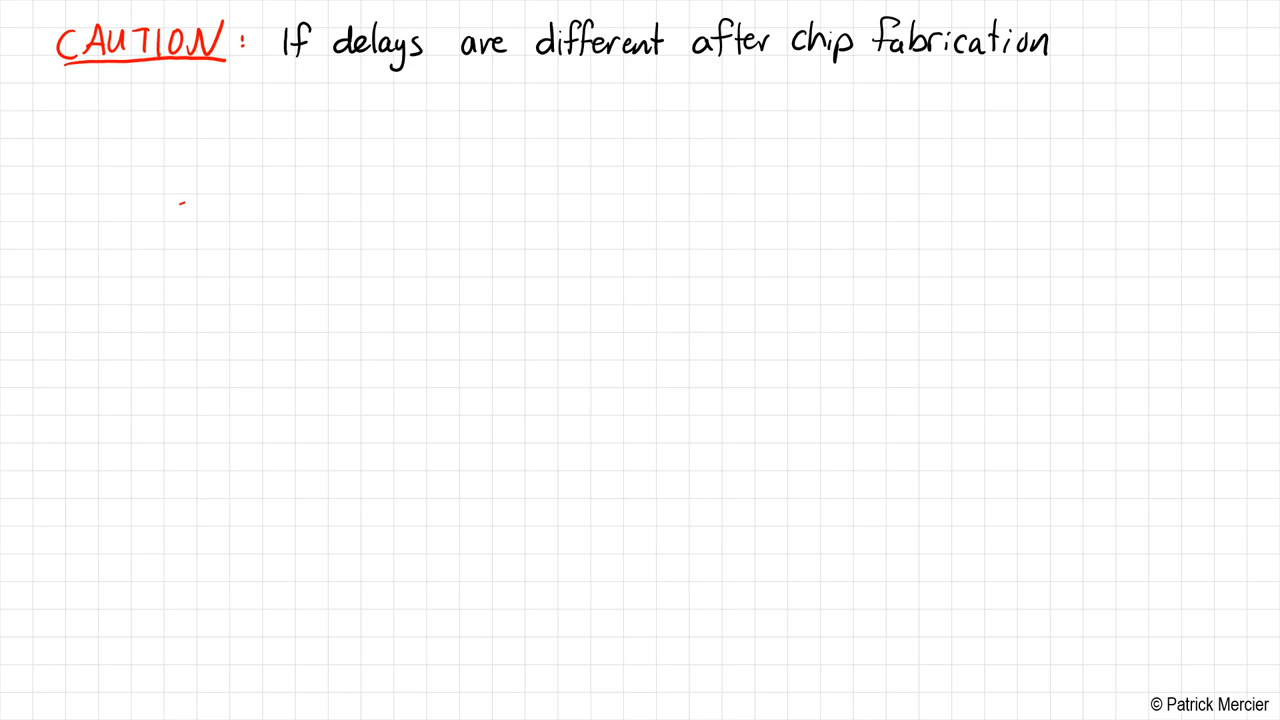 CAUTION: If delays are different after chip fabrication
© Patrick Mercier